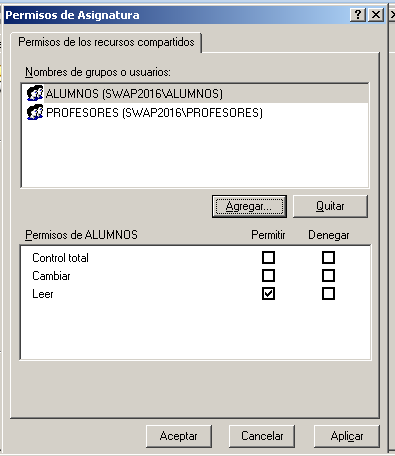 Permisos de Asignatura
Permisos de los recursos compartidos
Nombres de grupos o usuarios:
ALUMNOS (SWAP2016\ALUMNOS)
PROFESORES (SWAP2016\PROFESORES)
Agregar... Quitar
Permisos de ALUMNOS Permitir Denegar
Control total
Cambiar
Leer
Aceptar Cancelar Aplicar